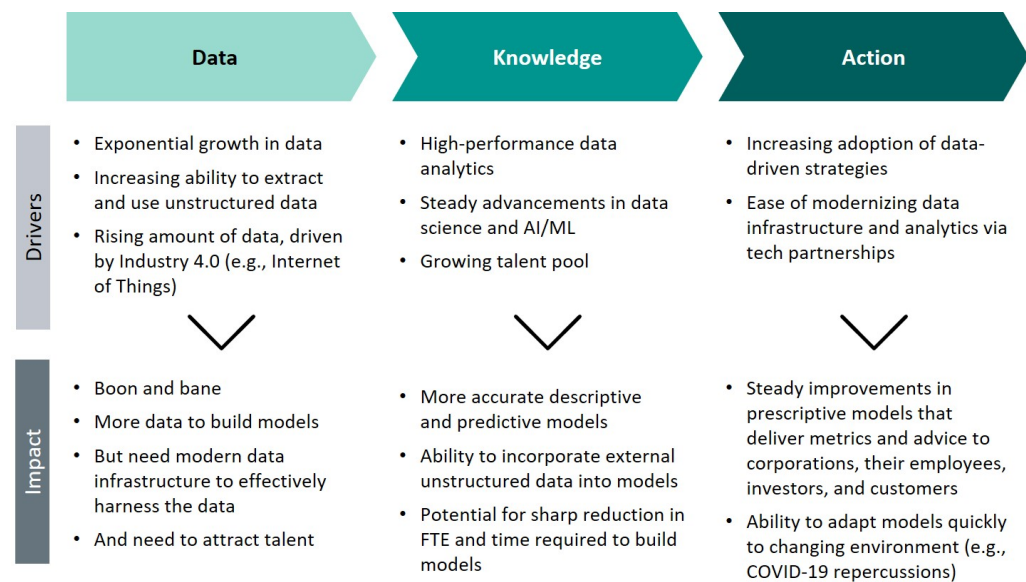 Data
Knowledge
Action
Drivers
• Exponential growth in data
• Increasing ability to extract
and use unstructured data
• Rising amount of data, driven
by Industry 4.0 (e.g., Internet
of Things)
• High-performance data
analytics
• Steady advancements in data
science and AI/ML
• Growing talent pool
• Increasing adoption of data-
driven strategies
• Ease of modernizing data
infrastructure and analytics via
tech partnerships
Impact
• Boon and bane
• More data to build models
• But need modern data
infrastructure to effectively
harness the data
• And need to attract talent
• More accurate descriptive
and predictive models
• Ability to incorporate external
unstructured data into models
• Potential for sharp reduction in
FTE and time required to build
models
• Steady improvements in
prescriptive models that
deliver metrics and advice to
corporations, their employees,
investors, and customers
• Ability to adapt models quickly
to changing environment (e.g.,
COVID-19 repercussions)